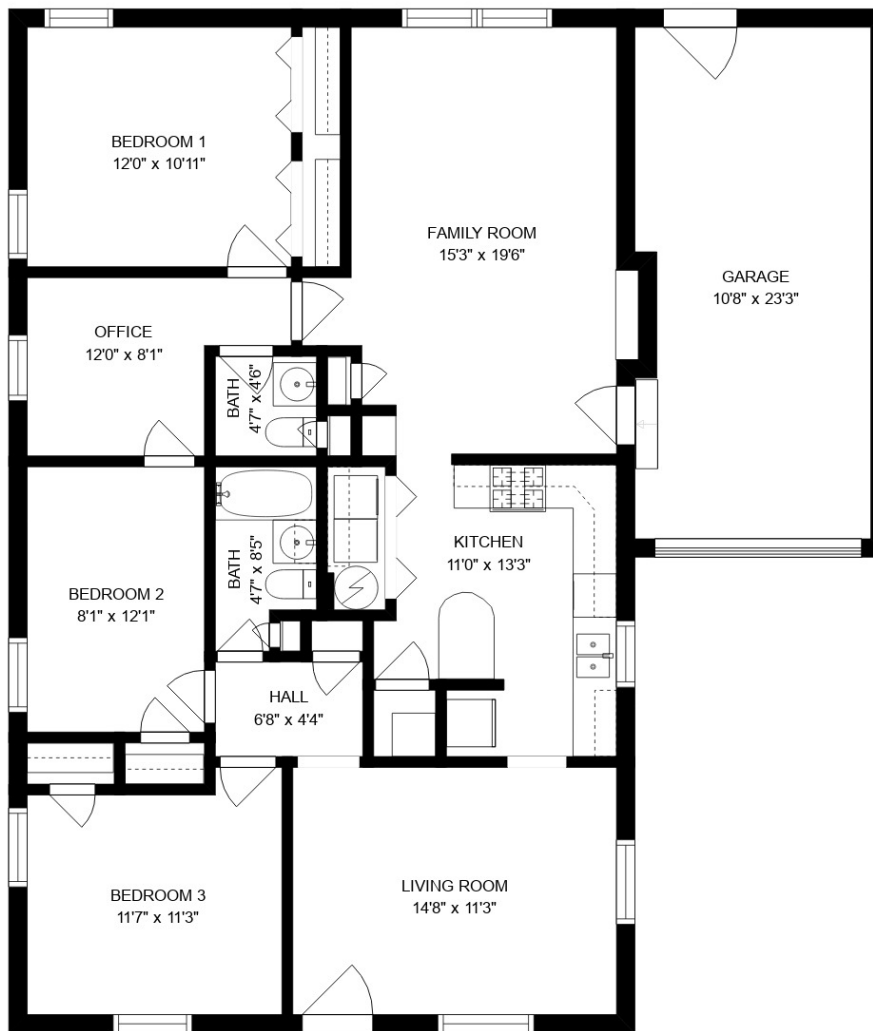 BEDROOM 1
12'0" x 10'11"
FAMILY ROOM
15'3" x 19'6"
GARAGE
10'8" x 23'3"
OFFICE
12'0" x 8'1"
BATH
4'7" x 4'6"
BATH
4'7" x 8'5"
KITCHEN
11'0" x 13'3"
BEDROOM 2
8'1" x 12'1"
HALL
6'8" x 4'4"
BEDROOM 3
11'7" x 11'3"
LIVING ROOM
14'8" x 11'3"